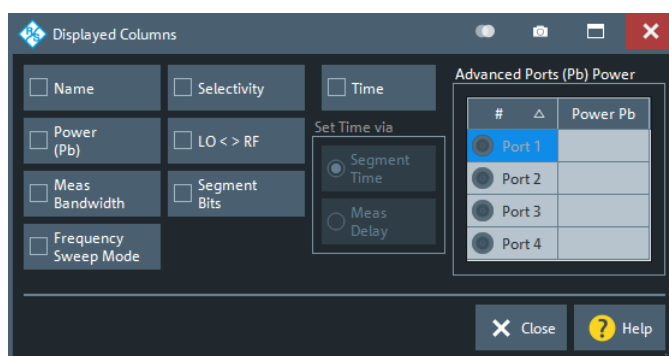 Displayed Columns
Name
Selectivity
Time
Advanced Ports (Pb) Power
Power
(Pb)
LO < > RF
Set Time via
Segment
Time
Meas
Delay
Meas
Bandwidth
Segment
Bits
Frequency
Sweep Mode
# Power Pb
Port 1
Port 2
Port 3
Port 4
Close
? Help